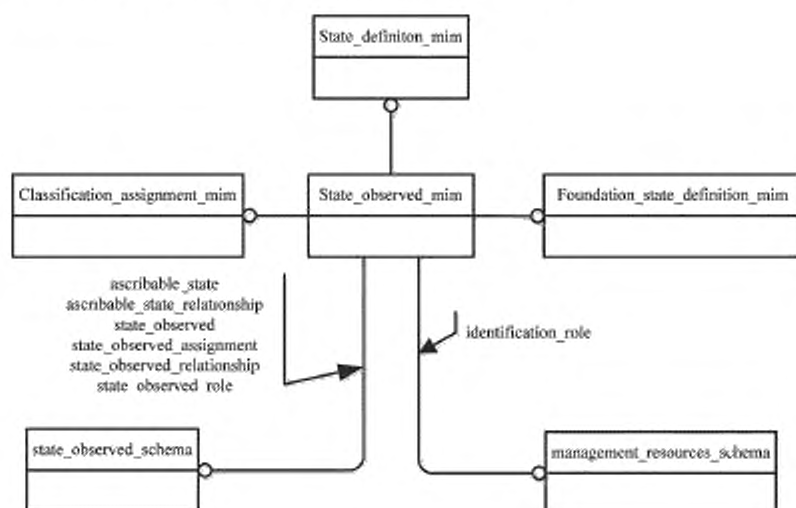 State_definiton_mim
Classification_assignment_mim
State_observed_mim
Foundation_state_definition_mim
ascribable_state
ascribable_state_relationship
state_observed
state_observed_assignment
state_observed_relationship
state_observed_role
identification_role
state_observed_schema
management_resources_schema